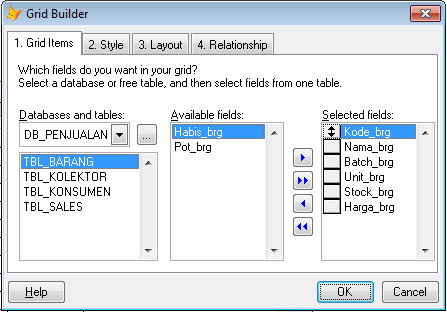 Grid Builder
1. Grid Items
2. Style
3. Layout
4. Relationship
Which fields do you want in your grid?
Select a database or free table, and then select fields from one table.
Databases and tables:
DB_PENJUALAN
...
TBL_BARANG
TBL_KOLEKTOR
TBL_KONSUMEN
TBL_SALES
Available fields:
Habis_brg
Pot_brg
Selected fields:
Kode_brg
Nama_brg
Batch_brg
Unit_brg
Stock_brg
Harga_brg
Help
OK
Cancel